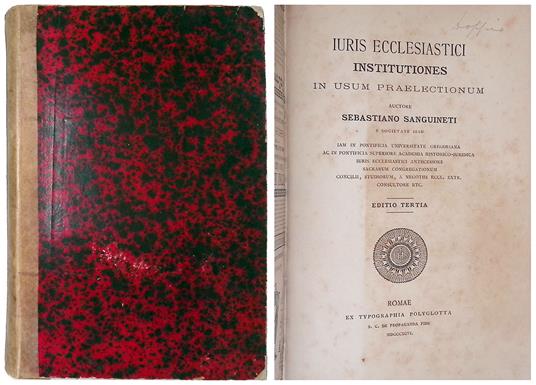 IURIS ECCLESIASTICI
INSTITUTIONES
IN USUM PRAELECTIONUM
AUCTORE
SEBASTIANO SANGUINETI
E SOCIETATE IESU
IAM IN PONTIFICIA UNIVERSITATE GREGORIANA
AC IN PONTIFICIA SUPERIORE ACADEMIA HISTORICO-IURIDICA
IURIS ECCLESIASTICI ANTECESSORE
SACRARUM CONGREGATIONUM
CONCILII, STUDIORUM, A NEGOTIIS ECCL. EXTR.
CONSULTORE ETC.
EDITIO TERTIA
ROMAE
EX TYPOGRAPHIA POLYGLOTTA
S. C. DE PROPAGANDA FIDE